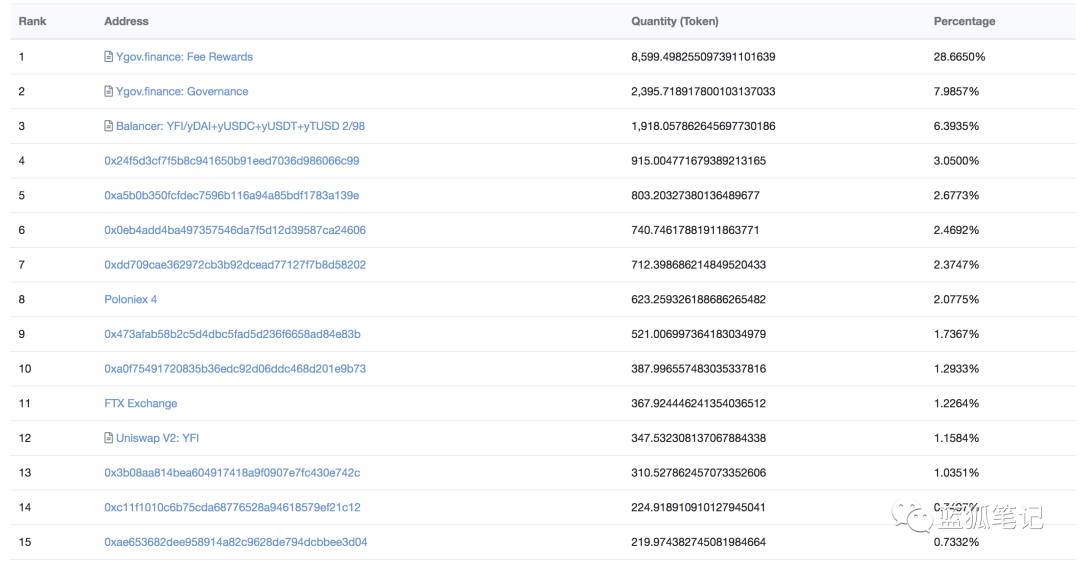 Rank Address Quantity (Token) Percentage
1 Ygov.finance: Fee Rewards 8,599.498255097391101639 28.6650%
2 Ygov.finance: Governance 2,395.718917800103137033 7.9857%
3 Balancer: YFI/yDAI+yUSDC+yUSDT+yTUSD 2/98 1,918.057862645697730186 6.3935%
4 0x24f5d3cf7f5b8c941650b91eed7036d986066c99 915.004771679389213165 3.0500%
5 0xa5b0b350fcfdec7596b116a94a85bdf1783a139e 803.20327380136489677 2.6773%
6 0x0eb4add4ba497357546da7f5d12d39587ca24606 740.74617881911863771 2.4692%
7 0xdd709cae362972cb3b92dcead77127f7b8d58202 712.398686214849520433 2.3747%
8 Poloniex 4 623.259326188686265482 2.0775%
9 0x473afab58b2c5d4dbc5fad5d236f6658ad84e83b 521.006997364183034979 1.7367%
10 0xa0f75491720835b36edc92d06ddc468d201e9b73 387.996557483035337816 1.2933%
11 FTX Exchange 367.924446241354036512 1.2264%
12 Uniswap V2: YFI 347.532308137067884338 1.1584%
13 0x3b08aa814bea604917418a9f0907e7fc430e742c 310.527862457073352606 1.0351%
14 0xc11f1010c6b75cda68776528a94618579ef21c12 224.918910910127945041
蓝狐笔记
15 0xae653682dee958914a82c9628de794dcbbee3d04 219.974382745081984664 0.7332%